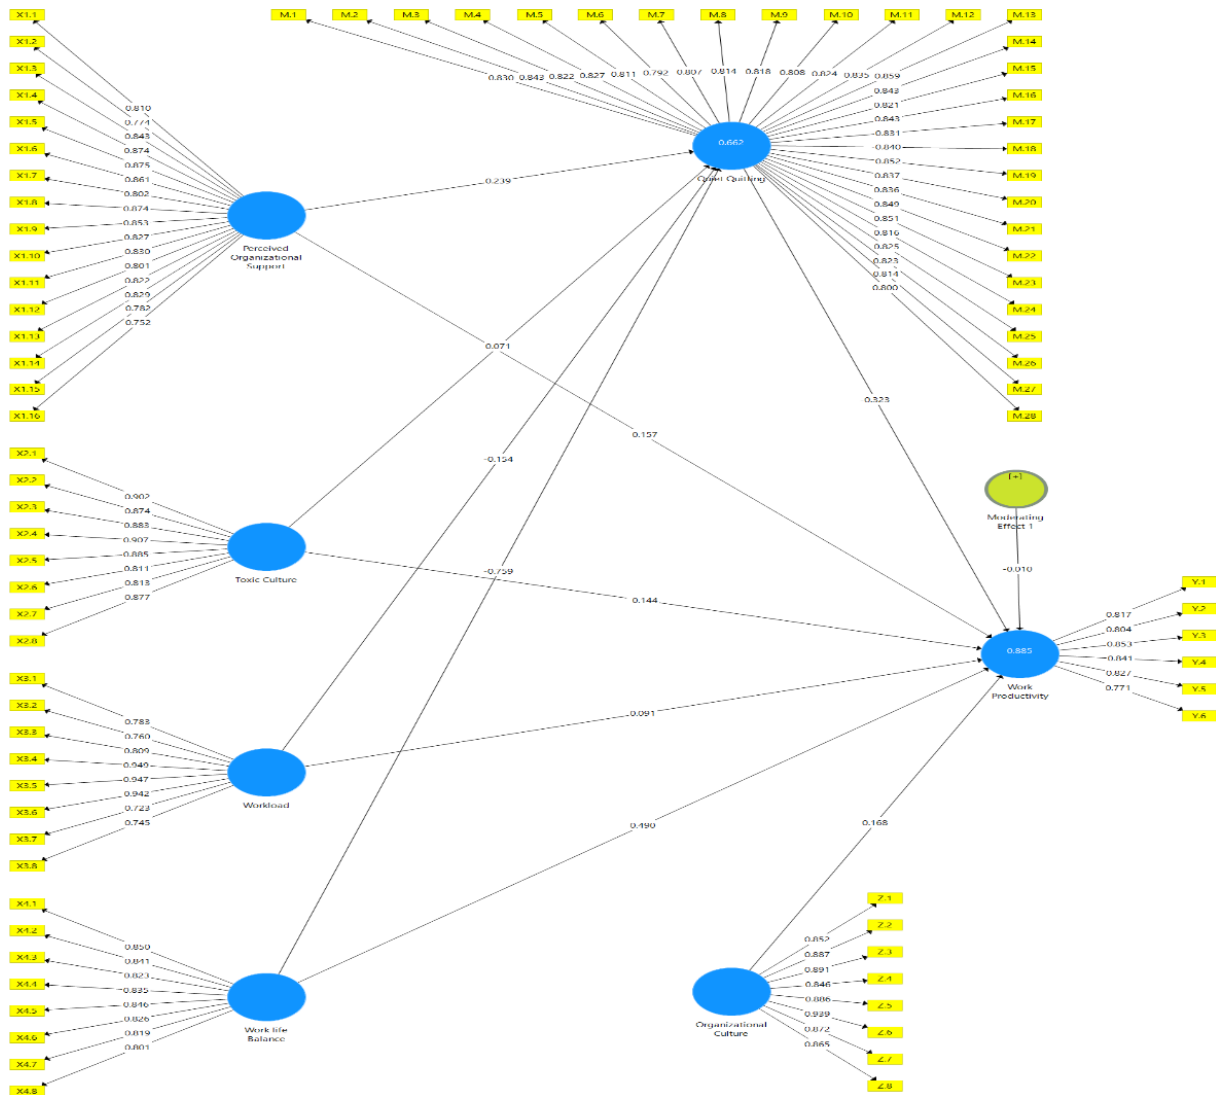 X1.1
X1.2
X1.3
X1.4
X1.5
X1.6
X1.7
X1.8
X1.9
X1.10
X1.11
X1.12
X1.13
X1.14
X1.15
X1.16
0.810
0.774
0.843
0.874
0.875
0.861
0.802
0.874
0.853
0.827
0.830
0.801
0.822
0.829
0.782
0.752
Perceived
Organizational
Support
M.1 M.2 M.3 M.4 M.5 M.6 M.7 M.8 M.9 M.10 M.11 M.12 M.13
0.830 0.843 0.822 0.827 0.811 0.792 0.807 0.814 0.818 0.808 0.824 0.835 0.859
M.14
M.15
M.16
M.17
M.18
M.19
M.20
M.21
M.22
M.23
M.24
M.25
M.26
M.27
M.28
0.843
0.821
0.843
0.831
0.840
0.852
0.837
0.836
0.849
0.851
0.816
0.825
0.823
0.814
0.800
0.662
Quiet Quitting
0.239
0.071
0.157
-0.154
-0.759
0.323
0.144
0.091
0.490
0.168
[+]
Moderating
Effect 1
-0.010
X2.1
X2.2
X2.3
X2.4
X2.5
X2.6
X2.7
X2.8
0.902
0.874
0.883
0.907
0.885
0.811
0.813
0.877
Toxic Culture
X3.1
X3.2
X3.3
X3.4
X3.5
X3.6
X3.7
X3.8
0.783
0.760
0.809
0.949
0.947
0.942
0.723
0.745
Workload
X4.1
X4.2
X4.3
X4.4
X4.5
X4.6
X4.7
X4.8
0.850
0.841
0.823
0.835
0.846
0.826
0.819
0.801
Work life
Balance
0.885
Work
Productivity
Y.1
Y.2
Y.3
Y.4
Y.5
Y.6
0.817
0.804
0.853
0.841
0.827
0.771
Organizational
Culture
Z.1
Z.2
Z.3
Z.4
Z.5
Z.6
Z.7
Z.8
0.852
0.887
0.891
0.846
0.886
0.939
0.872
0.865